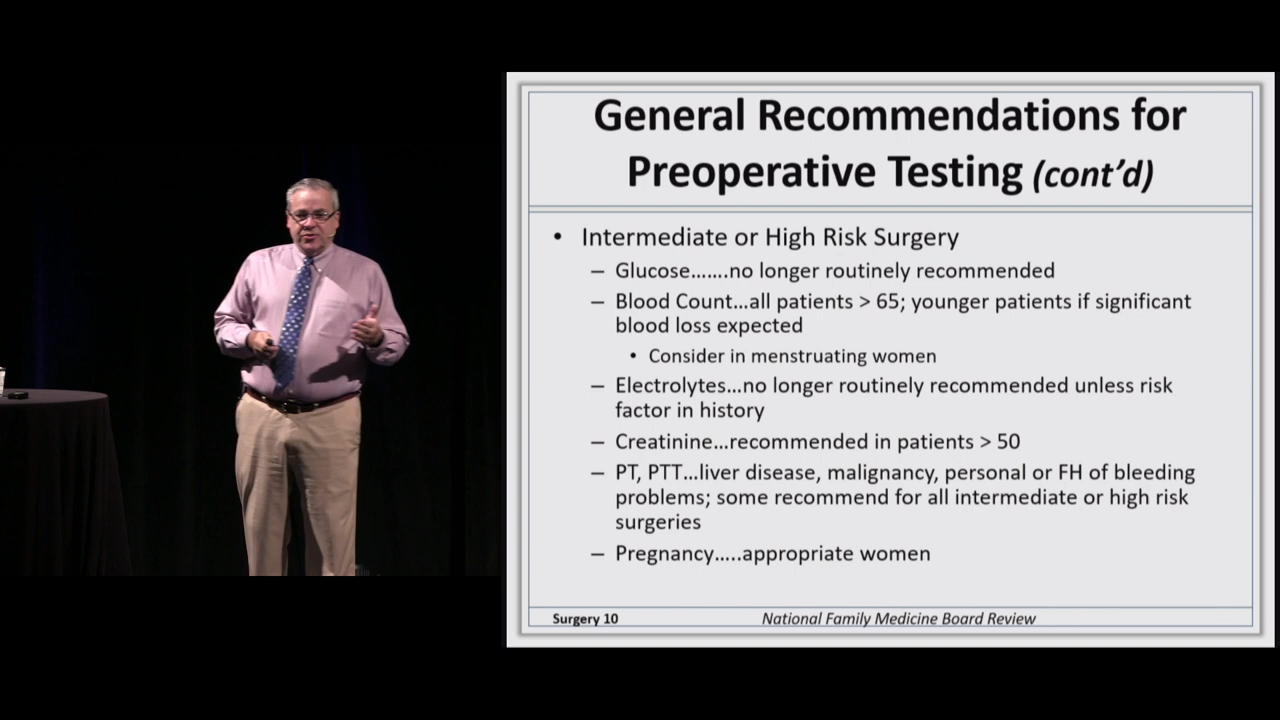 General Recommendations for
Preoperative Testing (cont'd)
• Intermediate or High Risk Surgery
– Glucose.......no longer routinely recommended
– Blood Count...all patients > 65; younger patients if significant
blood loss expected
• Consider in menstruating women
– Electrolytes...no longer routinely recommended unless risk
factor in history
– Creatinine...recommended in patients > 50
– PT, PTT...liver disease, malignancy, personal or FH of bleeding
problems; some recommend for all intermediate or high risk
surgeries
– Pregnancy.....appropriate women
Surgery 10
National Family Medicine Board Review